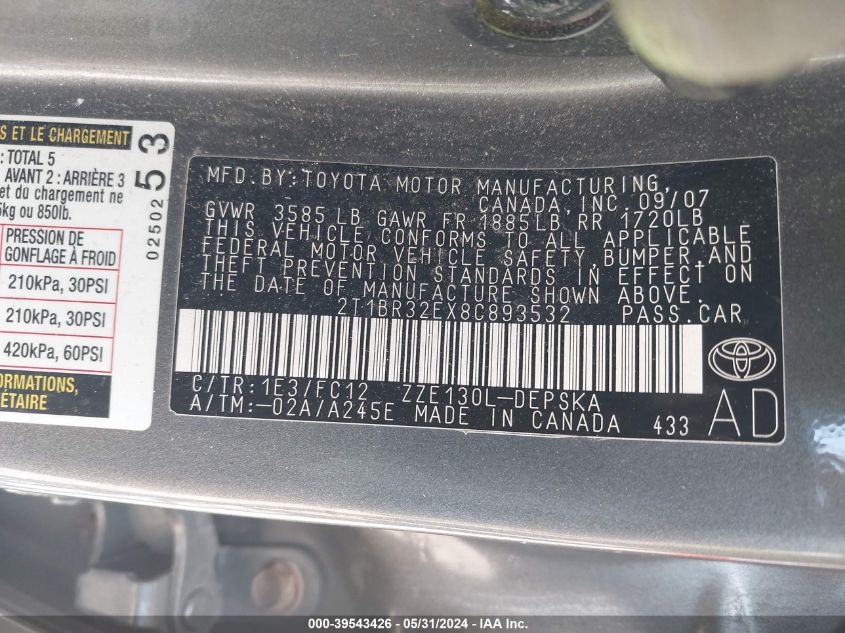 S ET LE CHARGEMENT
: TOTAL 5
AVANT 2 : ARRIÈRE 3
et du chargement ne
5kg ou 850lb.
PRESSION DE
GONFLAGE À FROID
210kPa, 30PSI
210kPa, 30PSI
420kPa, 60PSI
ORMATIONS,
ÉTAIRE
02502 53
MFD. BY: TOYOTA MOTOR MANUFACTURING,
CANADA, INC. 09/07
GVWR 3585 LB GAWR FR 1885LB RR 1720LB
THIS VEHICLE CONFORMS TO ALL APPLICABLE
FEDERAL MOTOR VEHICLE SAFETY, BUMPER, AND
THEFT PREVENTION STANDARDS IN EFFECT ON
THE DATE OF MANUFACTURE SHOWN ABOVE.
2T1BR32EX8C893532 PASS.CAR
C/TR:1E3/FC12 ZZE130L-DEPSKA
A/TM:-02A/A245E MADE IN CANADA 433
AD
000-39543426 - 05/31/2024 - IAA Inc.